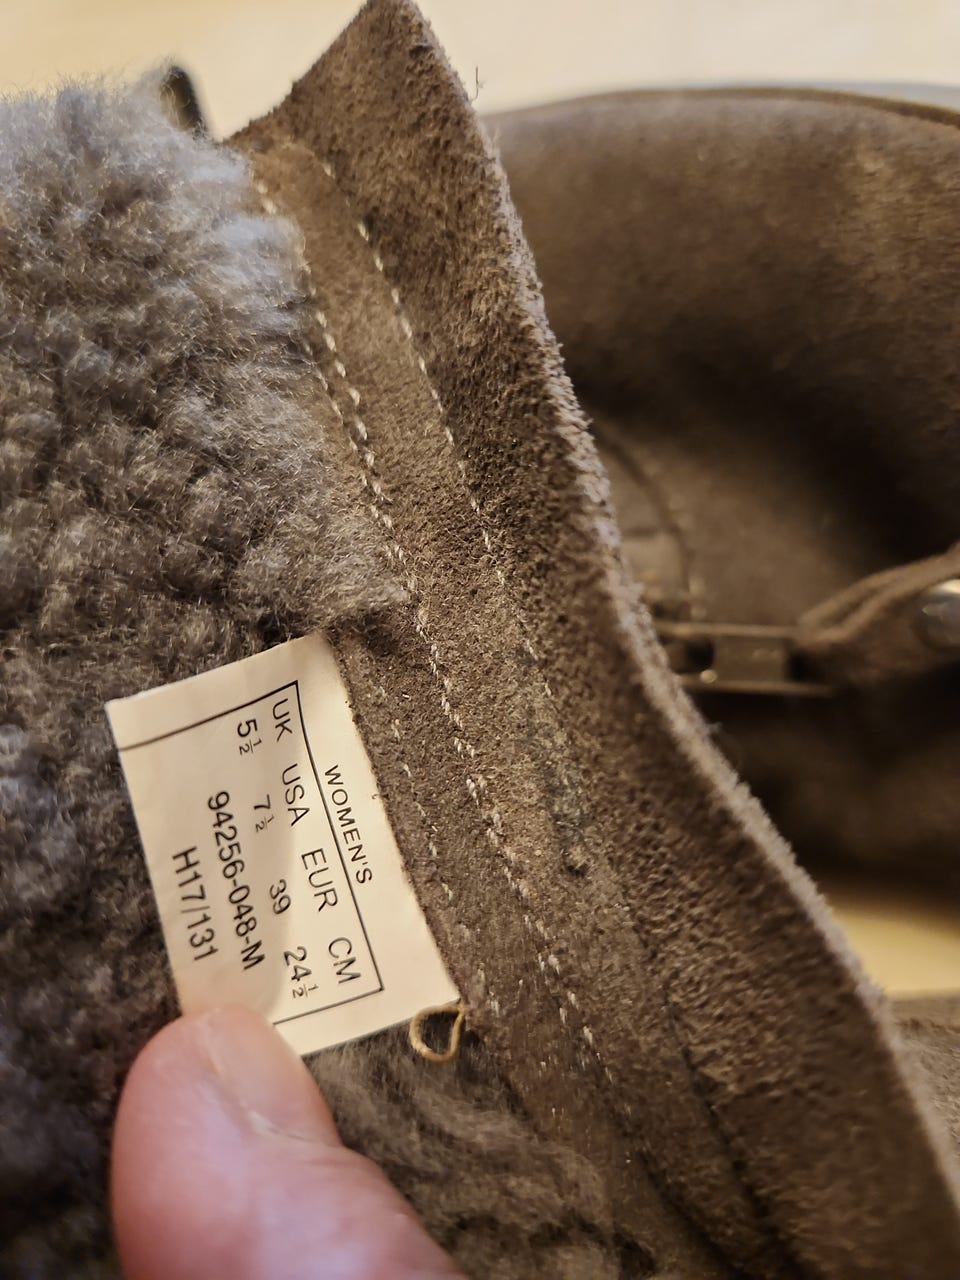 WOMEN'S
UK USA EUR CM
5½ 7½ 39 24½
94256-048-M
H17/131